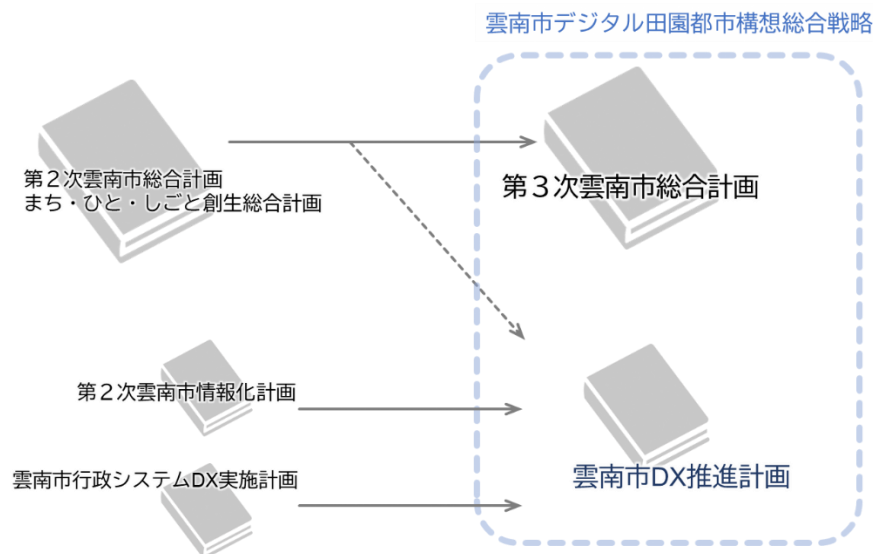 雲南市デジタル田園都市構想総合戦略
第２次雲南市総合計画
まち・ひと・しごと創生総合計画
第３次雲南市総合計画
第２次雲南市情報化計画
雲南市行政システムDX実施計画
雲南市DX推進計画